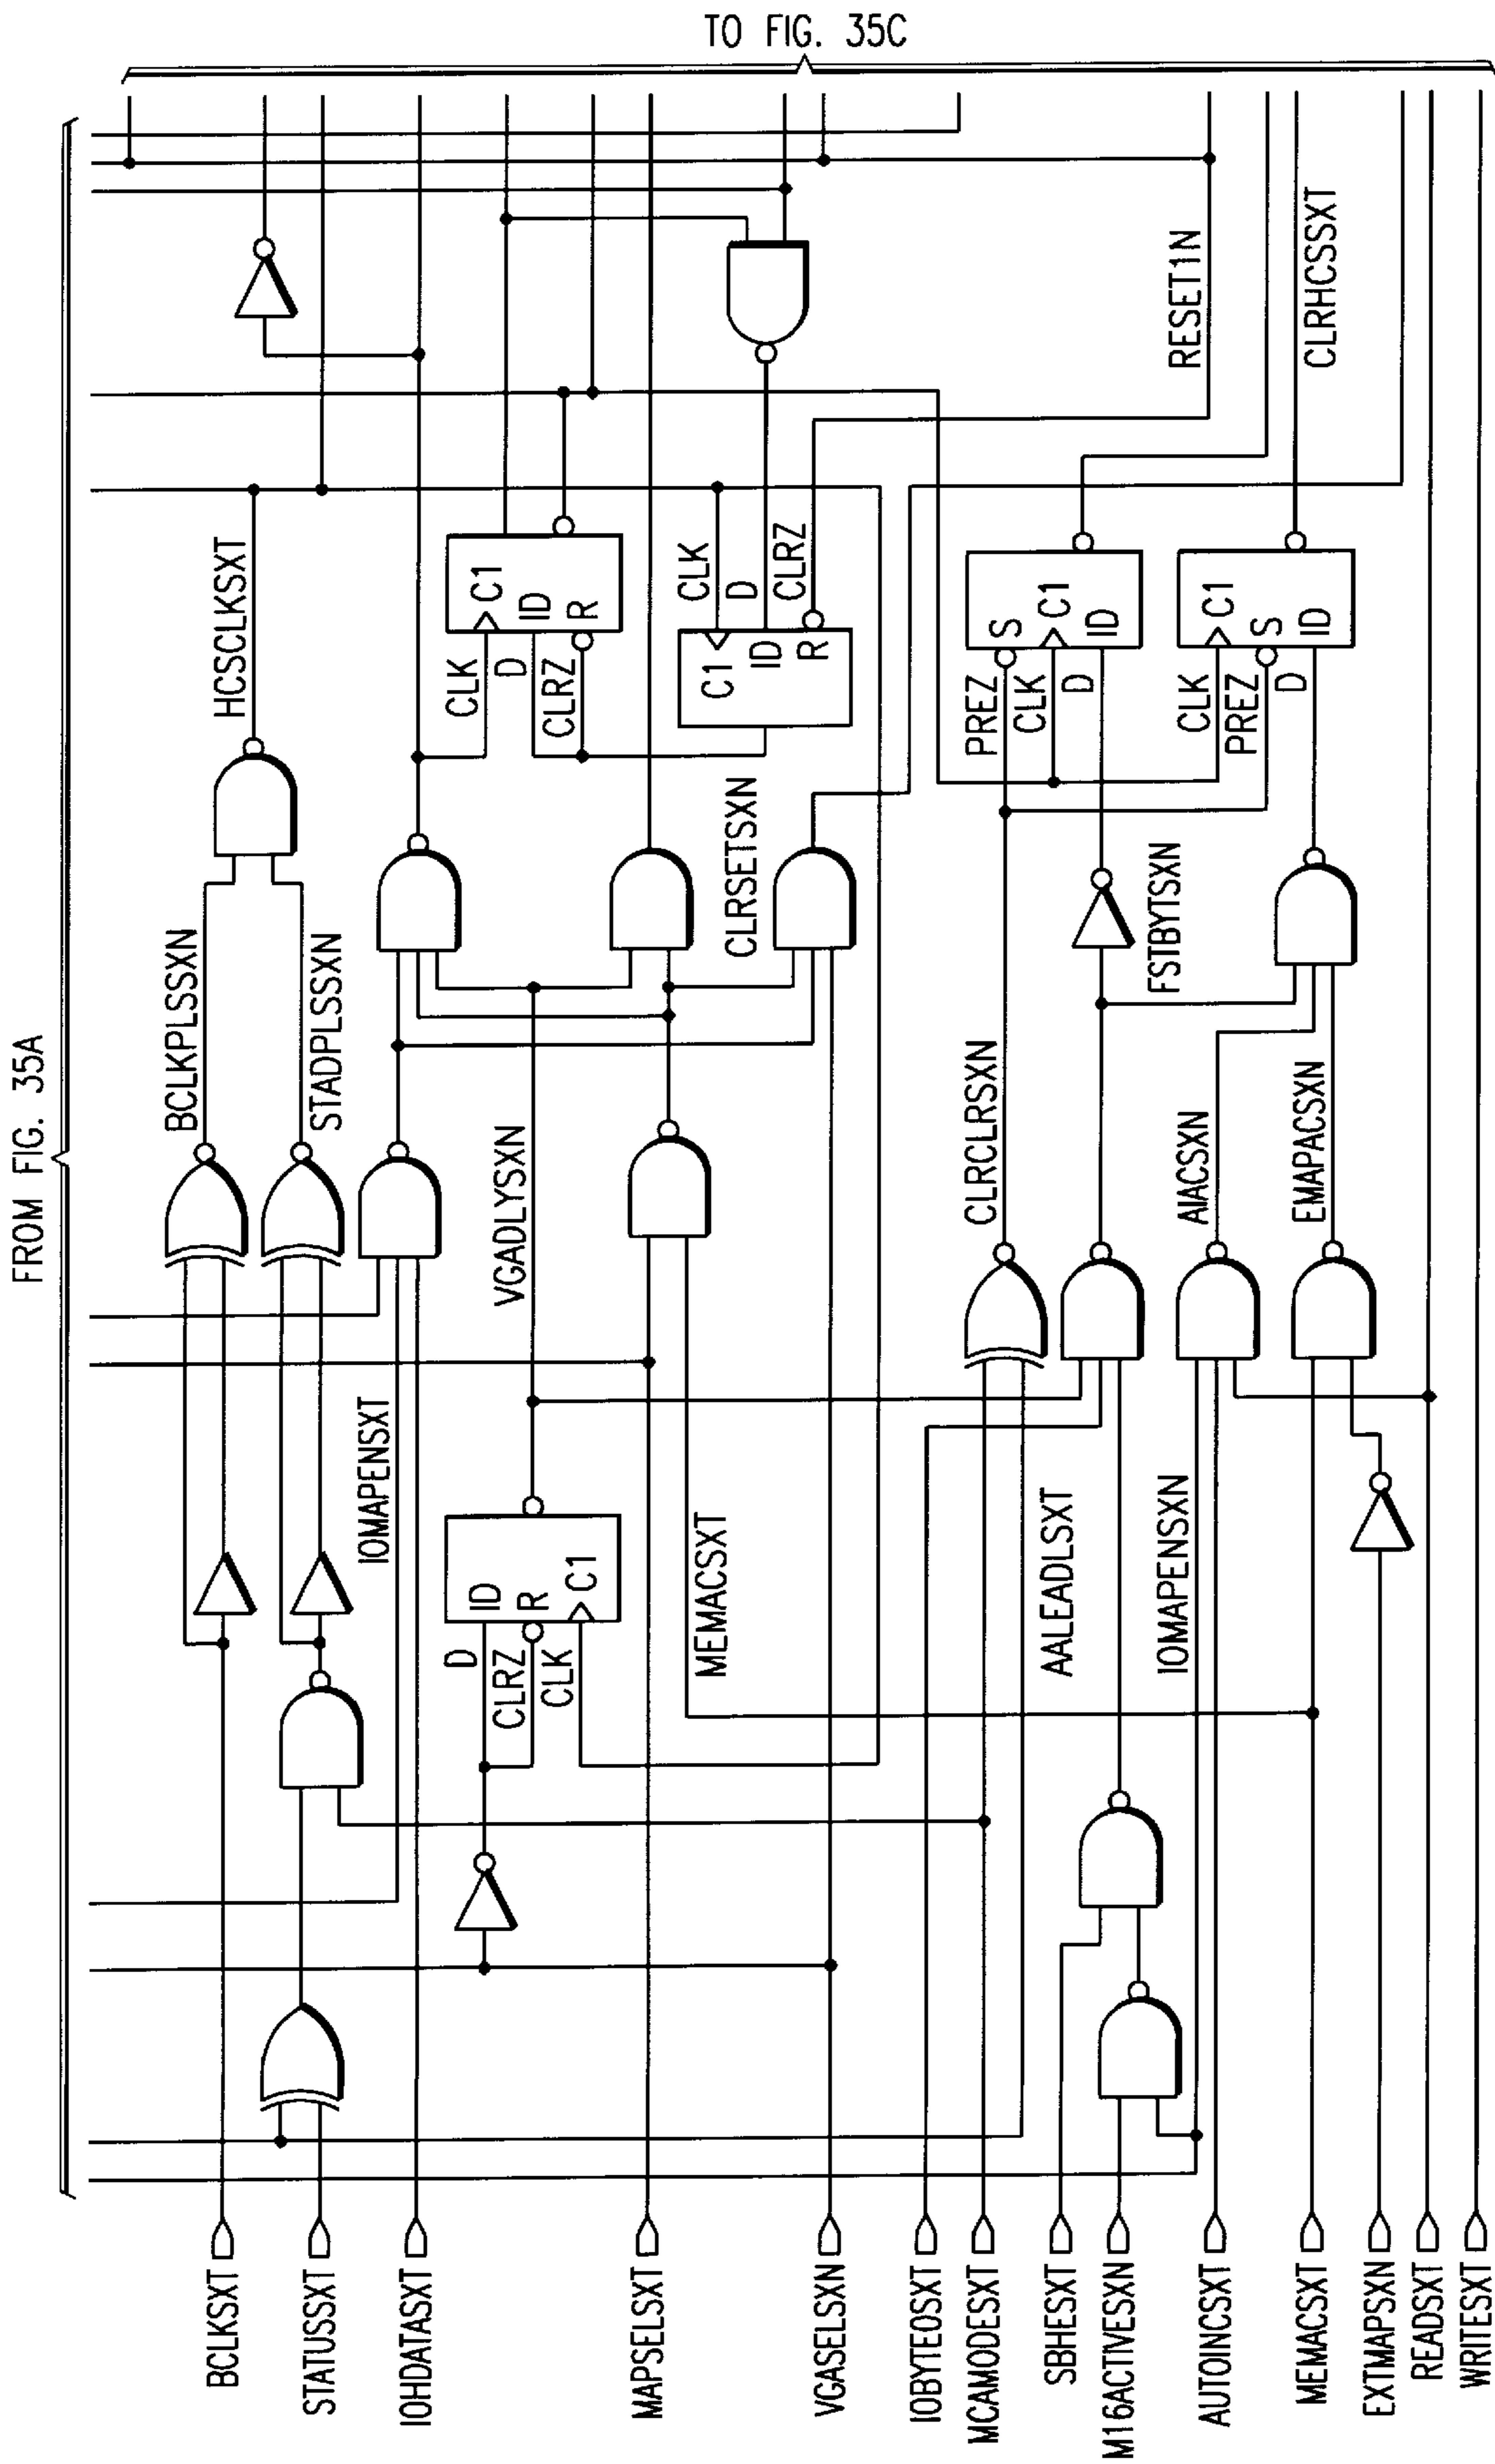 TO FIG. 35C
FROM FIG. 35A
HCSCLKSXT
BCLKPLSSXN
STADPLSSXN
IOMAPENSXT
CLK
D
CLRZ
C1
ID
R
CLK
D
CLRZ
C1
ID
R
RESET1N
CLRHCSSXT
VGADLYSXN
CLRSETSXN
D
CLRZ
CLK
ID
R
C1
MEMACSXT
PREZ
CLK
D
S
C1
ID
CLK
PREZ
D
C1
S
ID
FSTBYTSXN
CLRCLRSXN
AIACSXN
EMAPACSXN
AALEADLSXT
IOMAPENSXN
BCLKSXT
STATUSSXT
IOHDATASXT
MAPSELSXT
VGASELSXN
IOBYTEOSXT
MCAMODESXT
SBHESXT
M16ACTIVESXN
AUTOINCSXT
MEMACSXT
EXTMAPSXN
READSXT
WRITESXT